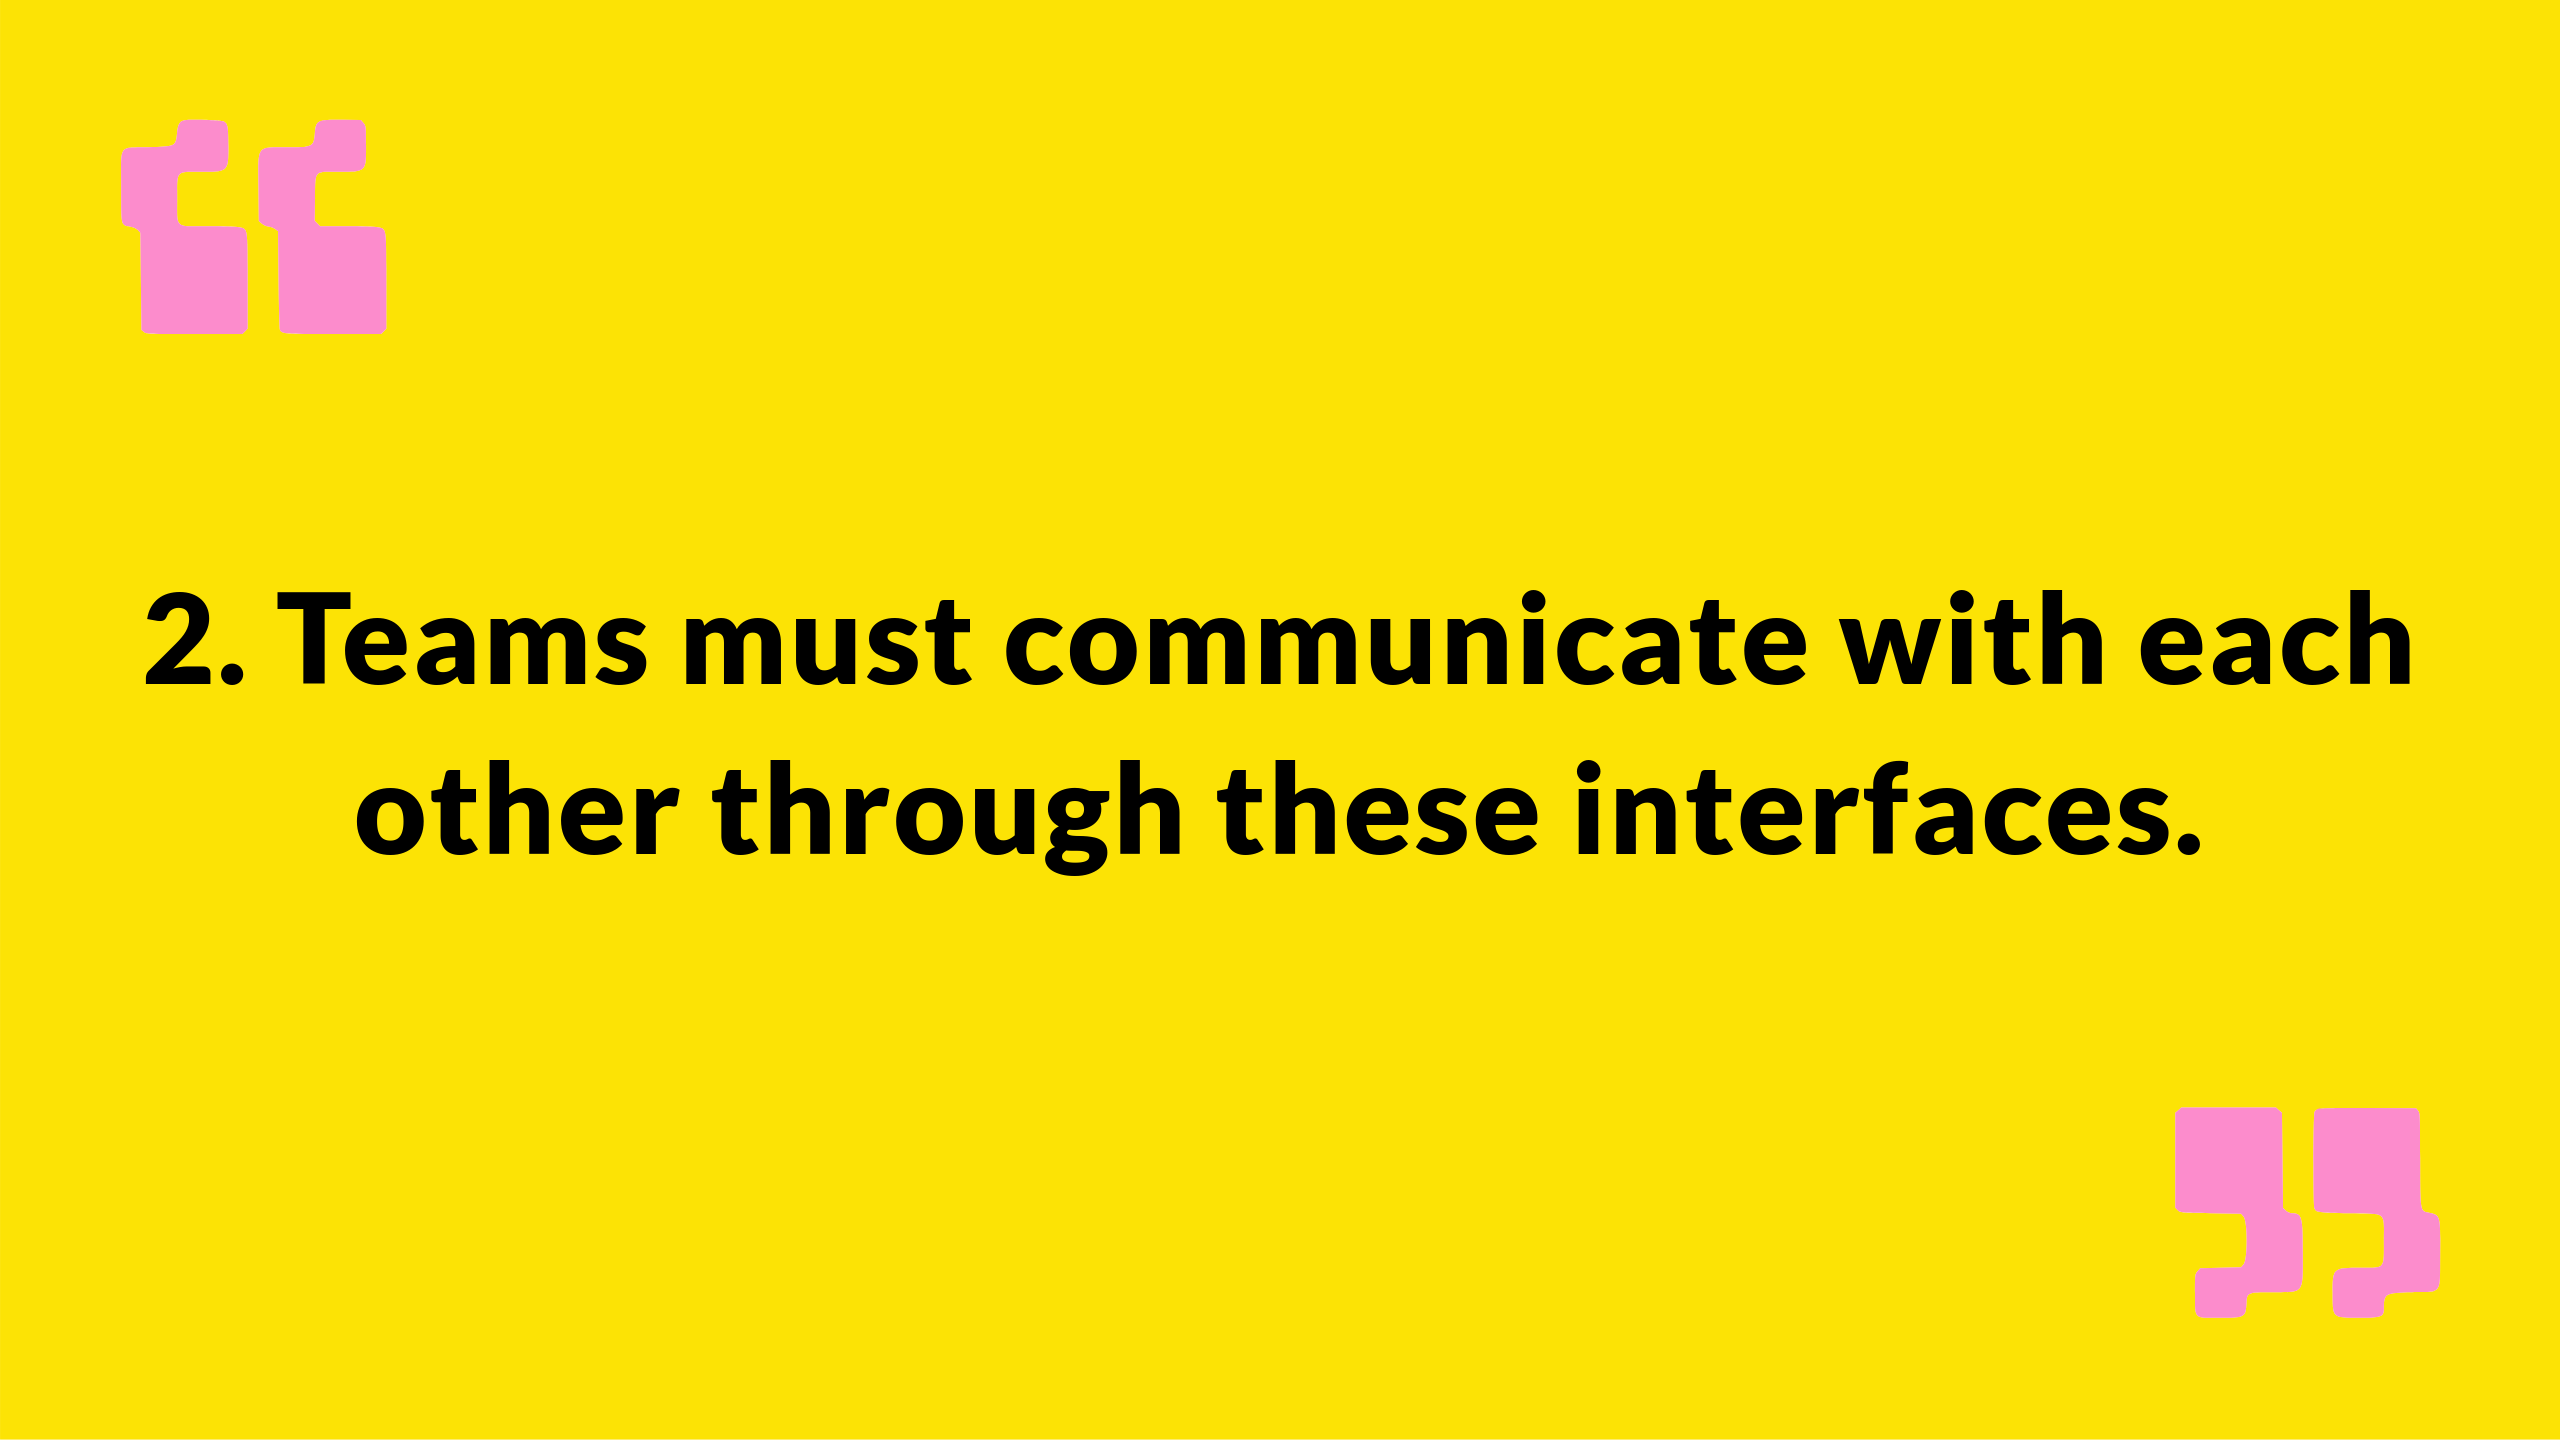 2. Teams must communicate with each
other through these interfaces.